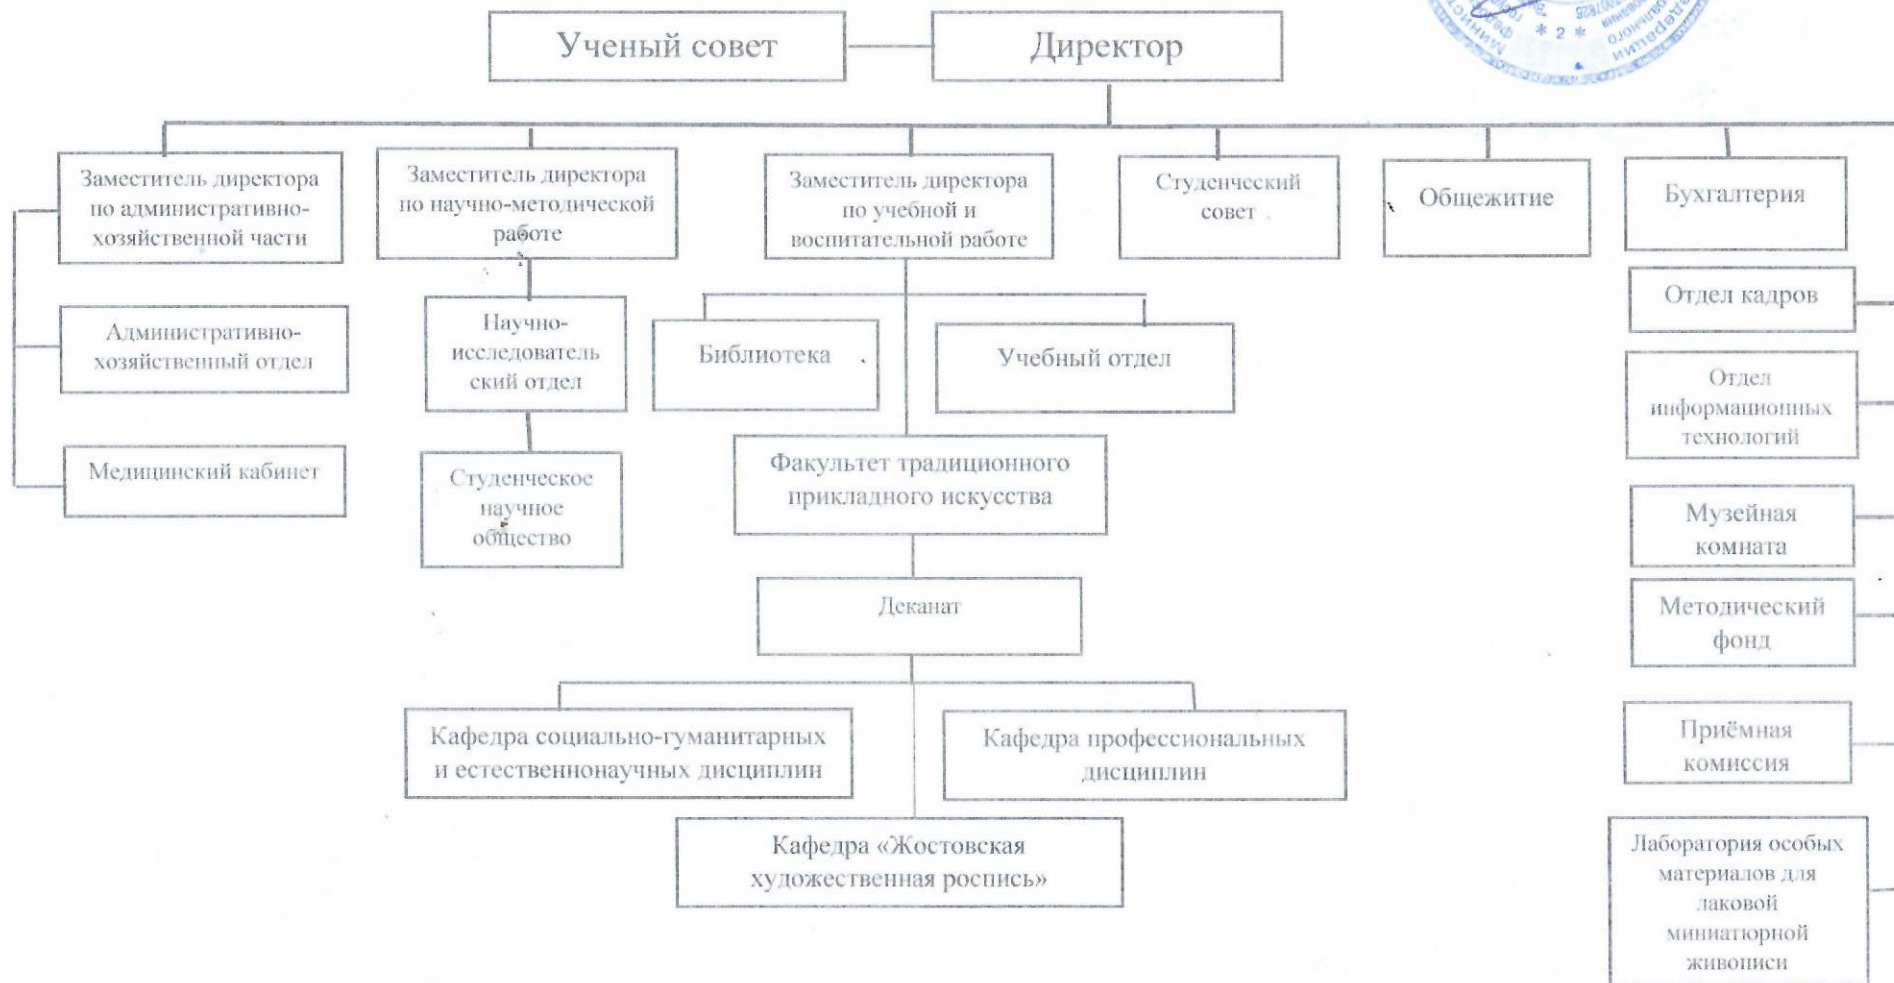 Ученый совет
Директор
Заместитель директора
по административно-
хозяйственной части
Заместитель директора
по научно-методической
работе
Заместитель директора
по учебной и
воспитательной работе
Студенческий
совет
Общежитие
Бухгалтерия
Административно-
хозяйственный отдел
Медицинский кабинет
Научно-
исследователь
ский отдел
Студенческое
научное
общество
Библиотека
Учебный отдел
Факультет традиционного
прикладного искусства
Деканат
Кафедра социально-гуманитарных
и естественнонаучных дисциплин
Кафедра профессиональных
дисциплин
Кафедра «Жостовская
художественная роспись»
Отдел кадров
Отдел
информационных
технологий
Музейная
комната
Методический
фонд
Приёмная
комиссия
Лаборатория особых
материалов для
лаковой
миниатюрной
живописи
* 2 *